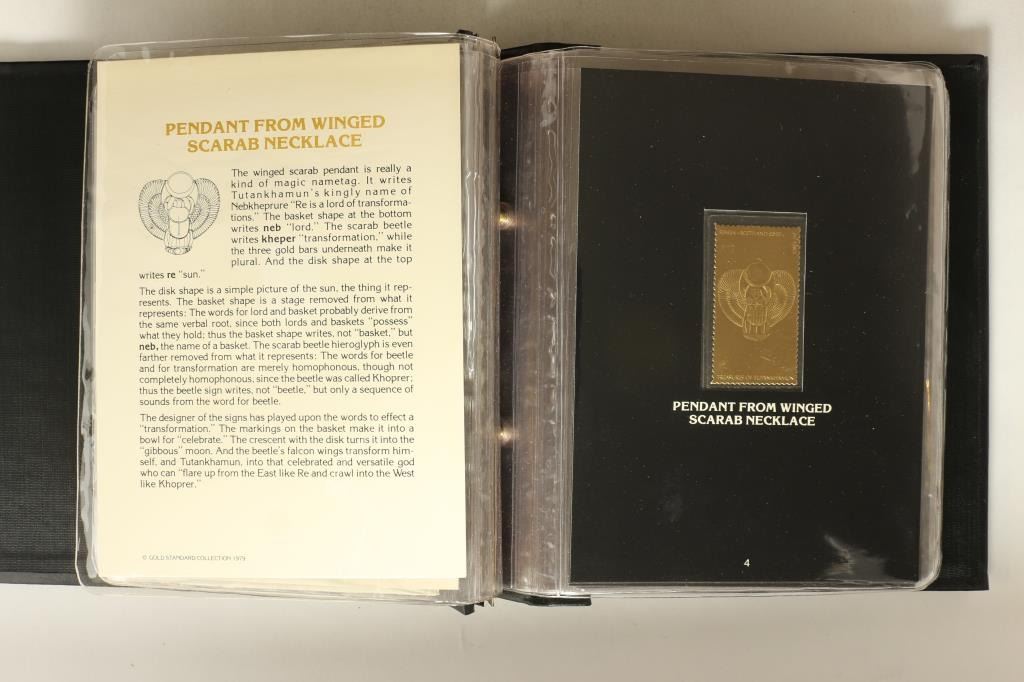 PENDANT FROM WINGED
SCARAB NECKLACE
The winged scarab pendant is really a
kind of magic nametag. It writes
Tutankhamun's kingly name of
Nebkheprure "Re is a lord of transforma-
tions." The basket shape at the bottom
writes neb "lord." The scarab beetle
writes kheper "transformation," while
the three gold bars underneath make it
plural. And the disk shape at the top
writes re "sun."
The disk shape is a simple picture of the sun, the thing it rep-
resents. The basket shape is a stage removed from what it
represents: The words for lord and basket probably derive from
the same verbal root, since both lords and baskets "possess"
what they hold; thus the basket shape writes, not "basket," but
neb, the name of a basket. The scarab beetle hieroglyph is even
farther removed from what it represents: The words for beetle
and for transformation are merely homophonous, though not
completely homophonous, since the beetle was called Khoprer;
thus the beetle sign writes, not "beetle," but only a sequence of
sounds from the word for beetle.
The designer of the signs has played upon the words to effect a
"transformation." The markings on the basket make it into a
bowl for "celebrate." The crescent with the disk turns it into the
"gibbous" moon. And the beetle's falcon wings transform him-
self, and Tutankhamun, into that celebrated and versatile god
who can "flare up from the East like Re and crawl into the West
like Khoprer."
© GOLD STANDARD COLLECTION 1979
TREASURES OF TUTANKHAMUN
PENDANT FROM WINGED
SCARAB NECKLACE
4